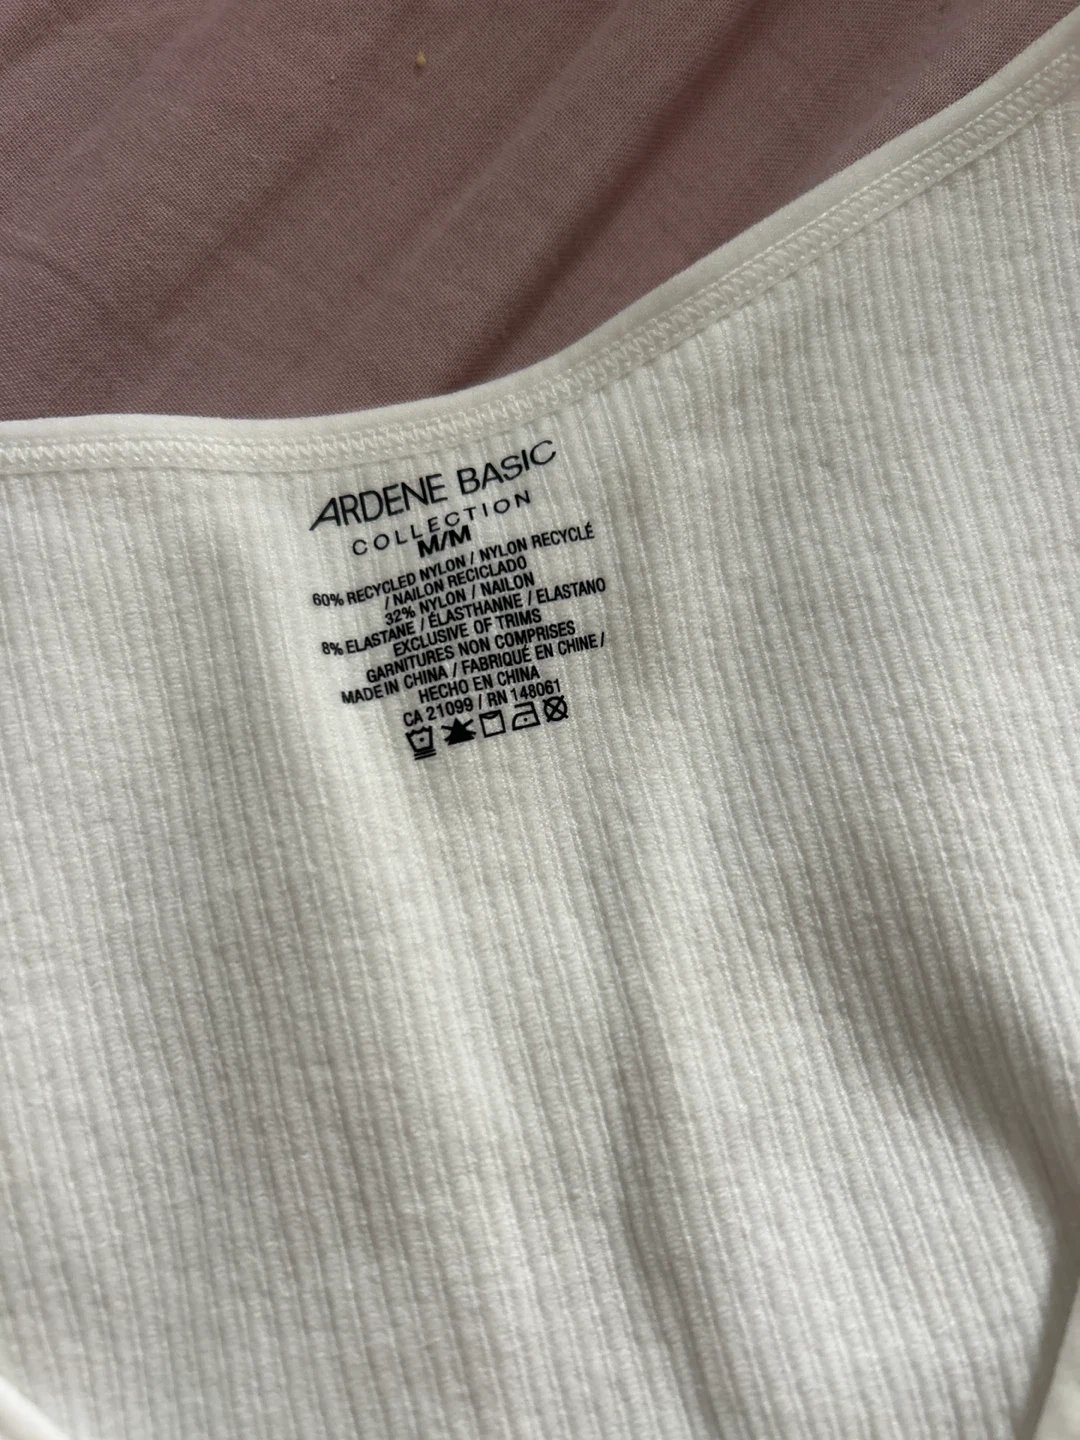 ARDENE BASIC
COLLECTION
M/M
60% RECYCLED NYLON / NYLON RECYCLÉ
/ NAILON RECICLADO
32% NYLON / NAILON
8% ELASTANE / ÉLASTHANNE / ELASTANO
EXCLUSIVE OF TRIMS
GARNITURES NON COMPRISES
MADE IN CHINA / FABRIQUÉ EN CHINE /
HECHO EN CHINA
CA 21099 / RN 148061